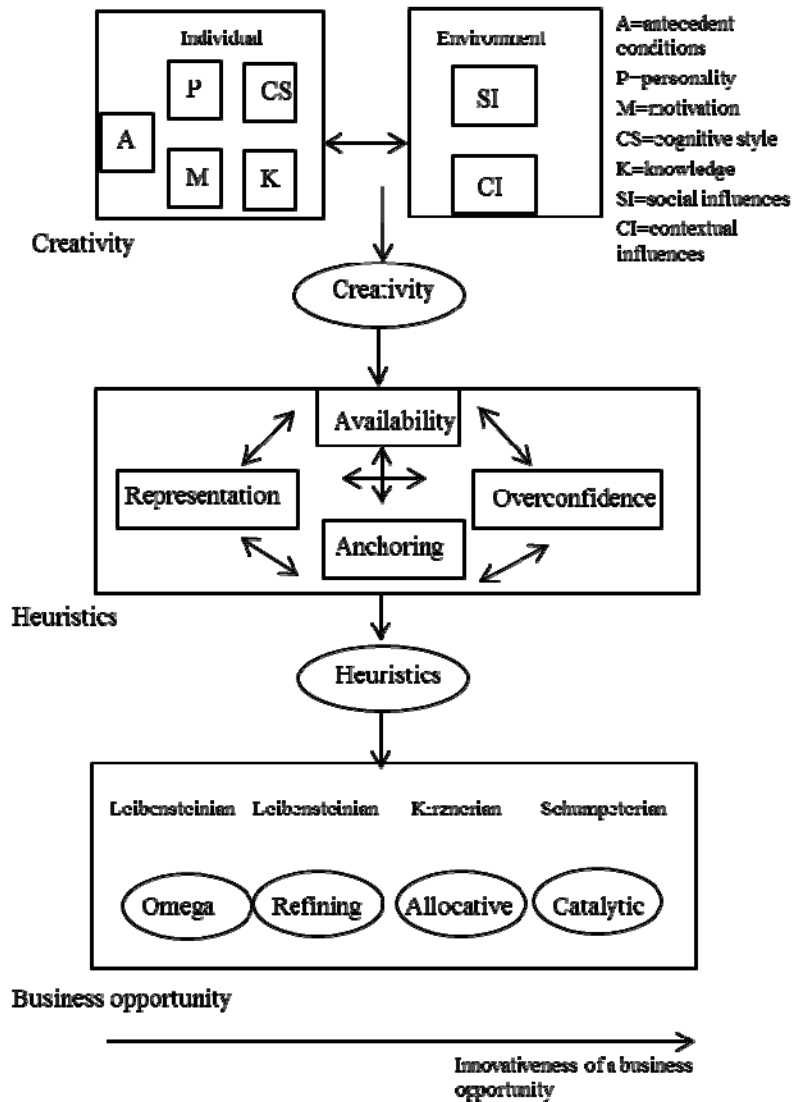 Individual
P
CS
A
M
K
Environment
SI
CI
A=antecedent
conditions
P=personality
M=motivation
CS=cognitive style
K=knowledge
SI=social influences
CI=contextual
influences
Creativity
Creativity
Availability
Representation
Overconfidence
Anchoring
Heuristics
Heuristics
Leibensteinian
Leibensteinian
Kirznerian
Schumpeterian
Omega
Refining
Allocative
Catalytic
Business opportunity
Innovativeness of a business
opportunity